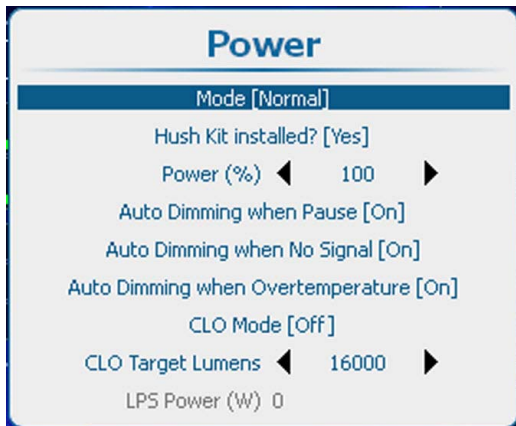 Power
Mode [Normal]
Hush Kit installed? [Yes]
Power (%) 100
Auto Dimming when Pause [On]
Auto Dimming when No Signal [On]
Auto Dimming when Overtemperature [On]
CLO Mode [Off]
CLO Target Lumens 16000
LPS Power (W) 0